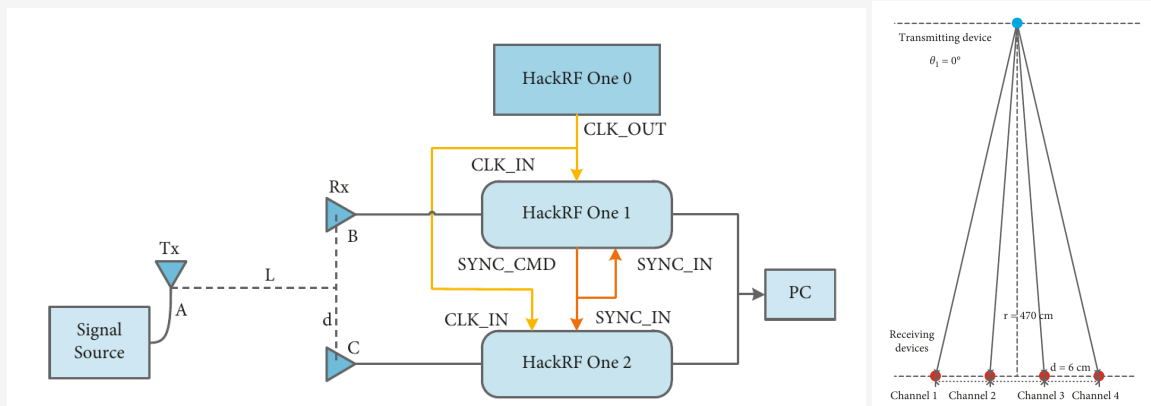 HackRF One 0
CLK_OUT
CLK_IN
Rx
HackRF One 1
B
Tx
SYNC_CMD
SYNC_IN
L
PC
A
d
CLK_IN
SYNC_IN
Signal
Source
C
HackRF One 2
Transmitting device
θ₁ = 0°
r = 470 cm
Receiving
devices
d = 6 cm
Channel 1
Channel 2
Channel 3
Channel 4